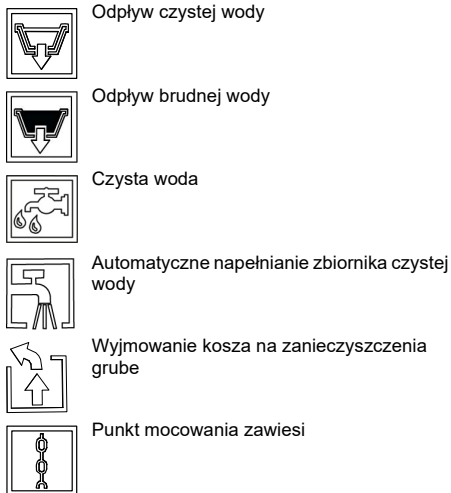 Odpływ czystej wody
Odpływ brudnej wody
Czysta woda
Automatyczne napełnianie zbiornika czystej
wody
Wyjmowanie kosza na zanieczyszczenia
grube
Punkt mocowania zawiesi